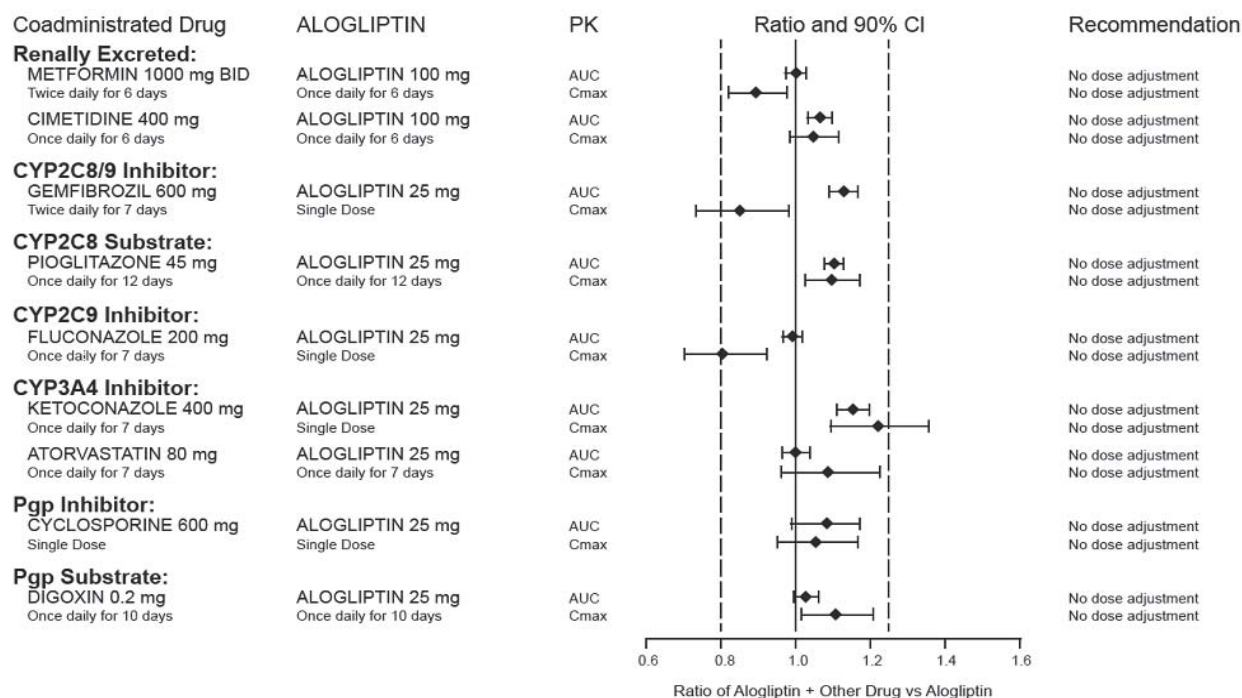 Coadministrated Drug ALOGLIPTIN PK Ratio and 90% CI Recommendation
Renally Excreted:
METFORMIN 1000 mg BID ALOGLIPTIN 100 mg AUC No dose adjustment
Twice daily for 6 days Once daily for 6 days Cmax No dose adjustment
CIMETIDINE 400 mg ALOGLIPTIN 100 mg AUC No dose adjustment
Once daily for 6 days Once daily for 6 days Cmax No dose adjustment
CYP2C8/9 Inhibitor:
GEMFIBROZIL 600 mg ALOGLIPTIN 25 mg AUC No dose adjustment
Twice daily for 7 days Single Dose Cmax No dose adjustment
CYP2C8 Substrate:
PIOGLITAZONE 45 mg ALOGLIPTIN 25 mg AUC No dose adjustment
Once daily for 12 days Once daily for 12 days Cmax No dose adjustment
CYP2C9 Inhibitor:
FLUCONAZOLE 200 mg ALOGLIPTIN 25 mg AUC No dose adjustment
Once daily for 7 days Single Dose Cmax No dose adjustment
CYP3A4 Inhibitor:
KETOCONAZOLE 400 mg ALOGLIPTIN 25 mg AUC No dose adjustment
Once daily for 7 days Single Dose Cmax No dose adjustment
ATORVASTATIN 80 mg ALOGLIPTIN 25 mg AUC No dose adjustment
Once daily for 7 days Once daily for 7 days Cmax No dose adjustment
Pgp Inhibitor:
CYCLOSPORINE 600 mg ALOGLIPTIN 25 mg AUC No dose adjustment
Single Dose Single Dose Cmax No dose adjustment
Pgp Substrate:
DIGOXIN 0.2 mg ALOGLIPTIN 25 mg AUC No dose adjustment
Once daily for 10 days Once daily for 10 days Cmax No dose adjustment
0.6 0.8 1.0 1.2 1.4 1.6
Ratio of Alogliptin + Other Drug vs Alogliptin